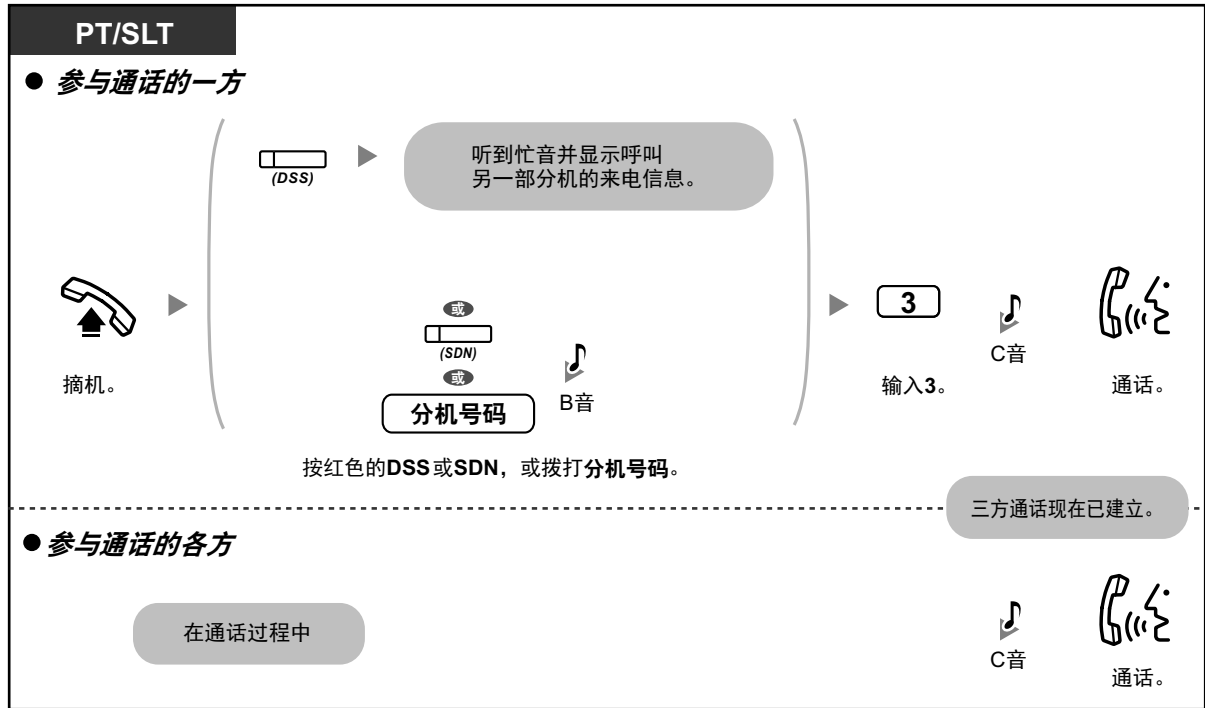 PT/SLT
● 参与通话的一方
(DSS)
听到忙音并显示呼叫
另一部分机的来电信息。
或
(SDN)
或
分机号码
B音
摘机。
按红色的DSS或SDN，或拨打分机号码。
3
输入3。
C音
通话。
三方通话现在已建立。
● 参与通话的各方
在通话过程中
C音
通话。